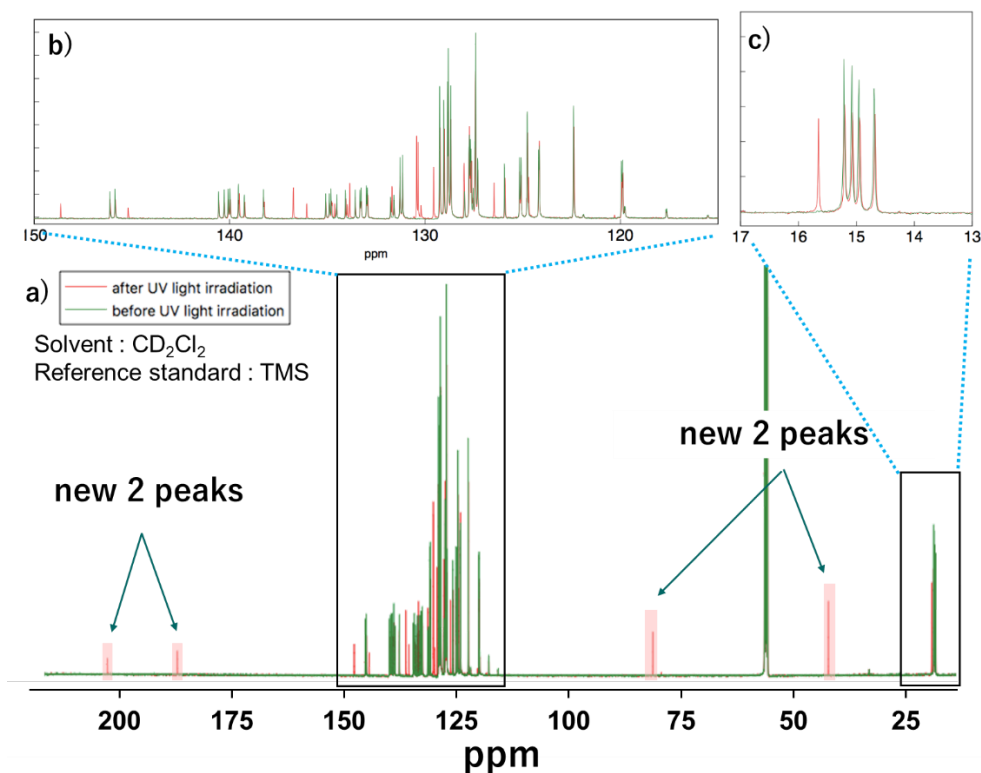 b)
150
140
130
120
ppm
c)
17
16
15
14
13
a)
after UV light irradiation
before UV light irradiation
Solvent : CD₂Cl₂
Reference standard : TMS
new 2 peaks
new 2 peaks
200
175
150
125
100
75
50
25
ppm